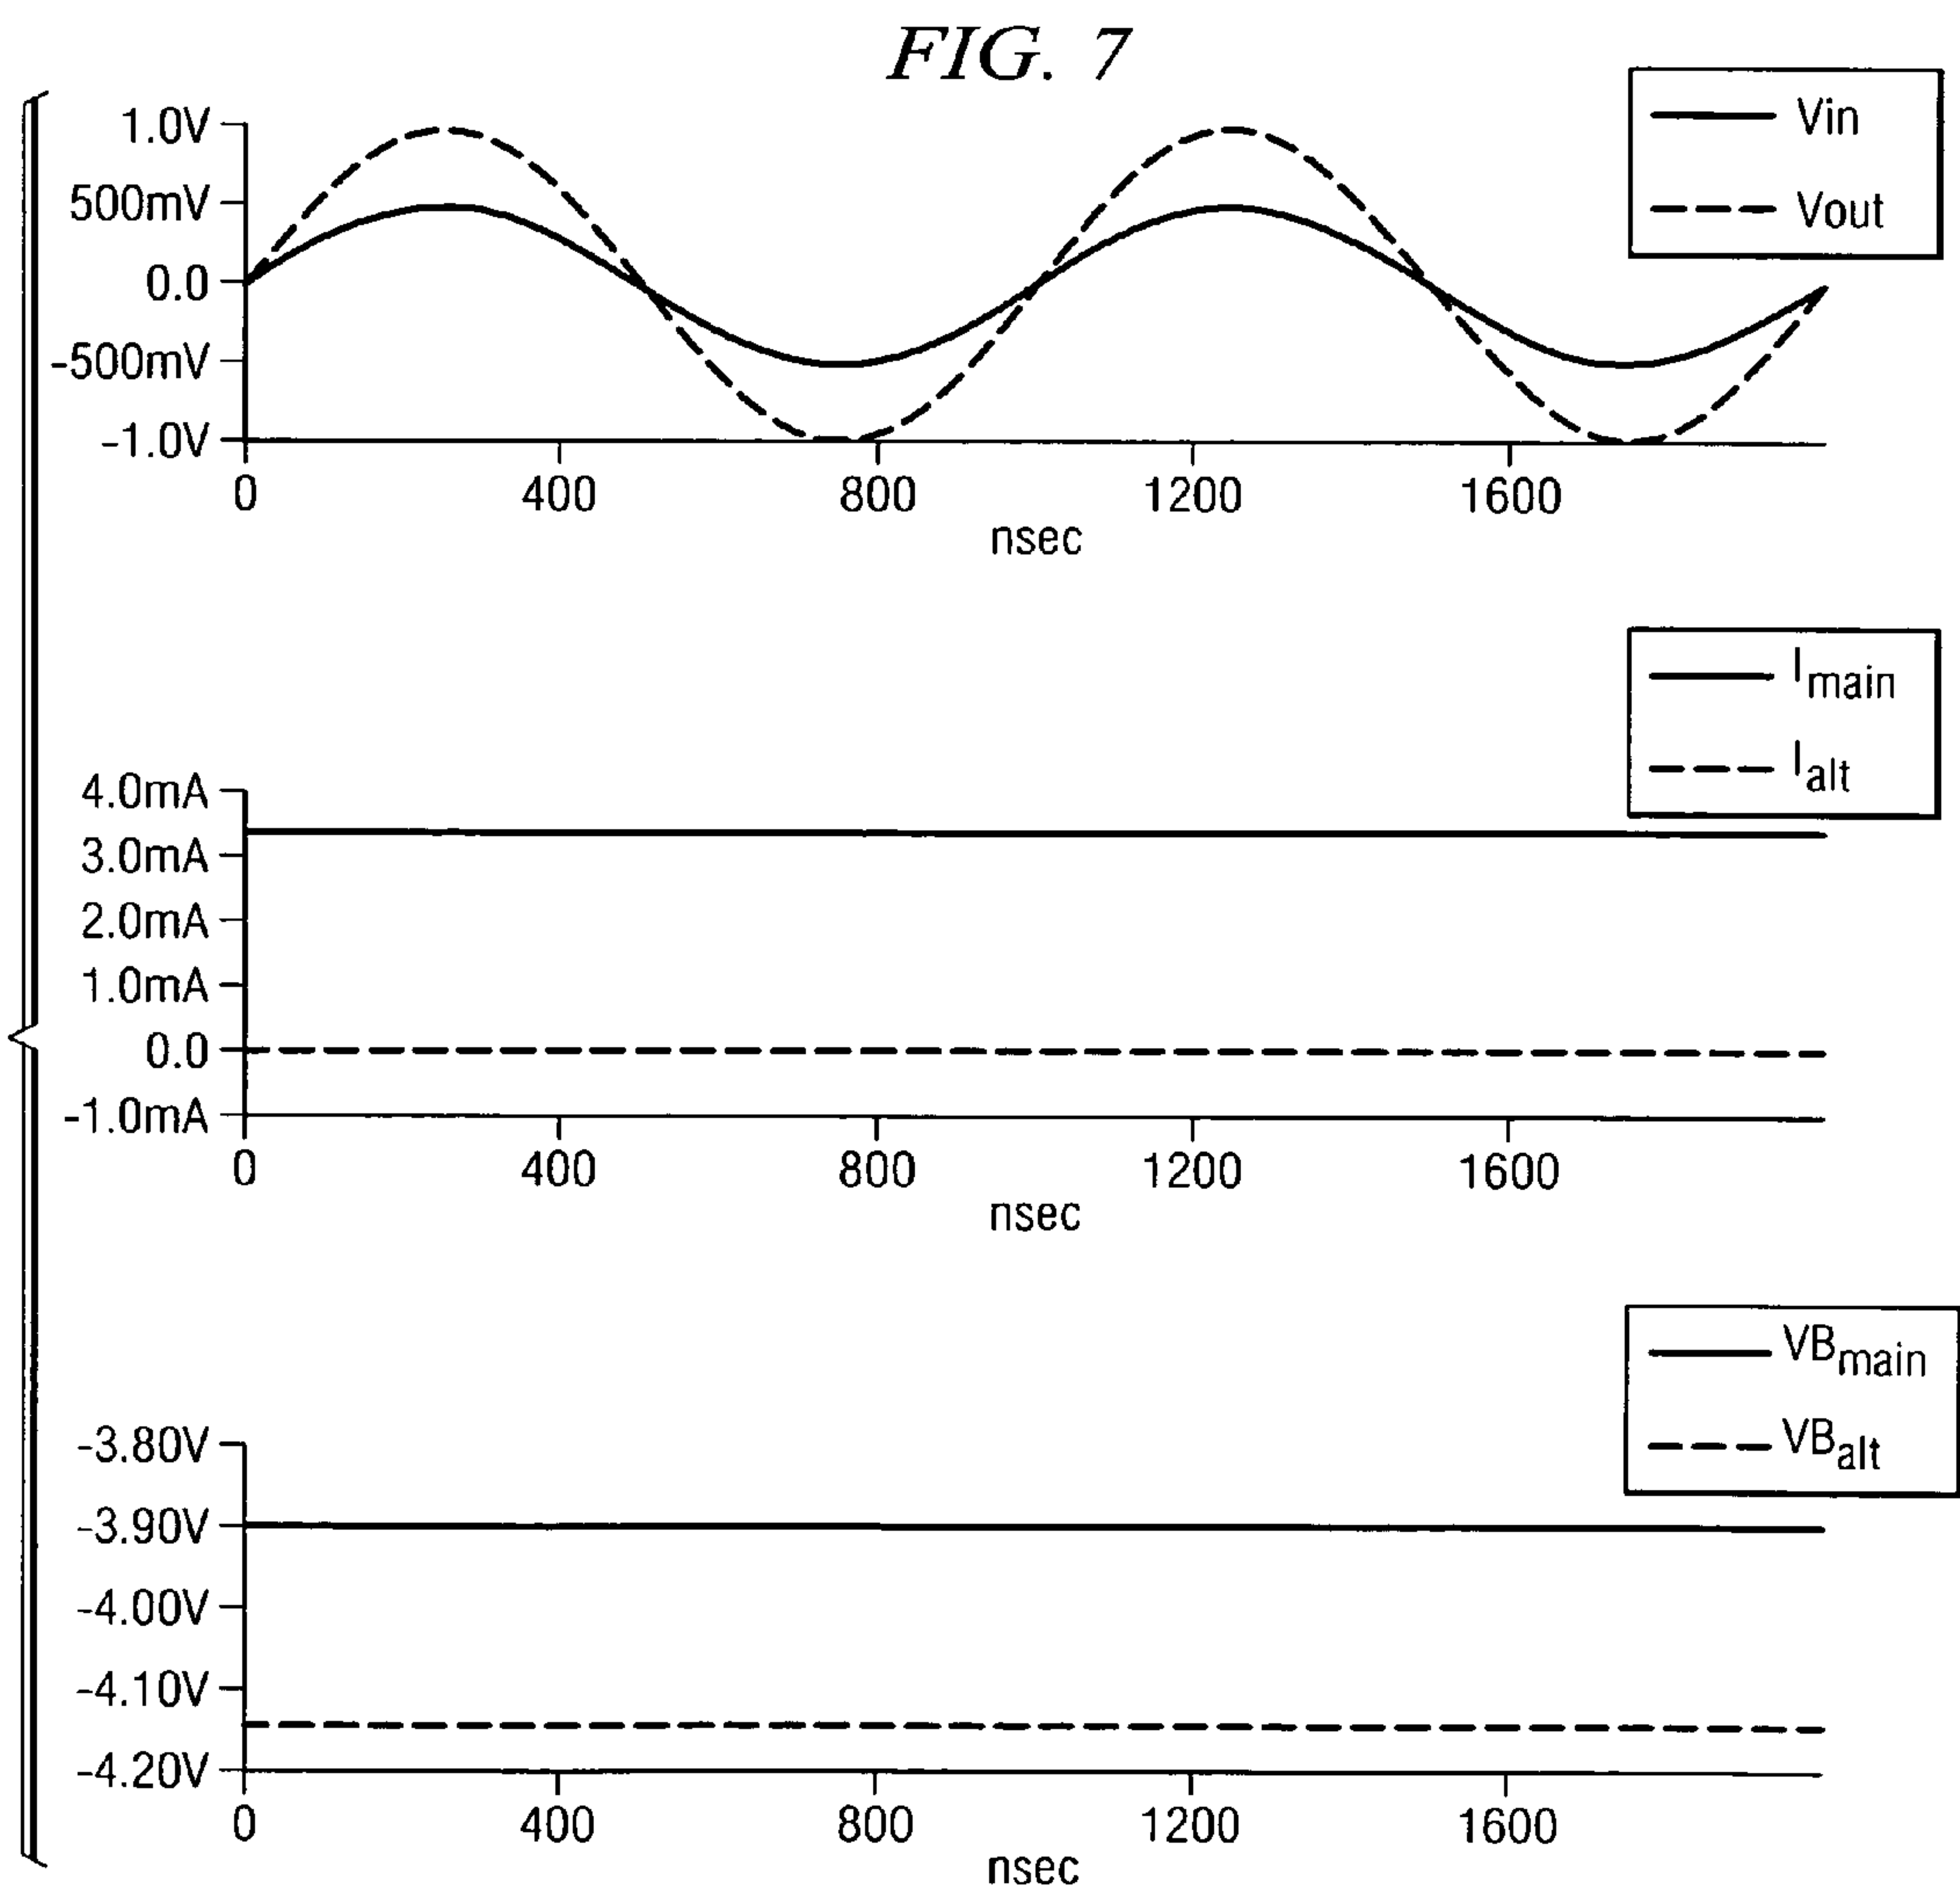 FIG. 7
Vin
Vout
1.0V
500mV
0.0
-500mV
-1.0V
0 400 800 1200 1600
nsec
Imain
Ialt
4.0mA
3.0mA
2.0mA
1.0mA
0.0
-1.0mA
0 400 800 1200 1600
nsec
VBmain
VBalt
-3.80V
-3.90V
-4.00V
-4.10V
-4.20V
0 400 800 1200 1600
nsec